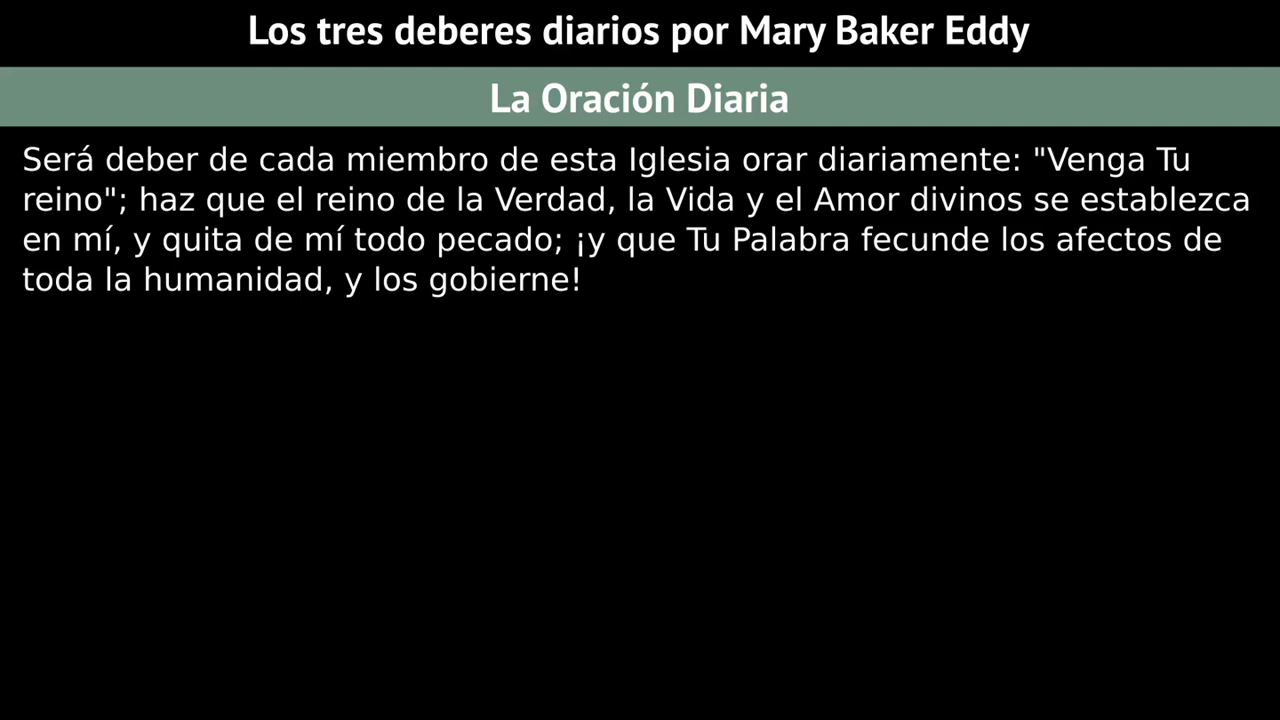 Los tres deberes diarios por Mary Baker Eddy
La Oración Diaria
Será deber de cada miembro de esta Iglesia orar diariamente: "Venga Tu
reino"; haz que el reino de la Verdad, la Vida y el Amor divinos se establezca
en mí, y quita de mí todo pecado; ¡y que Tu Palabra fecunde los afectos de
toda la humanidad, y los gobierne!